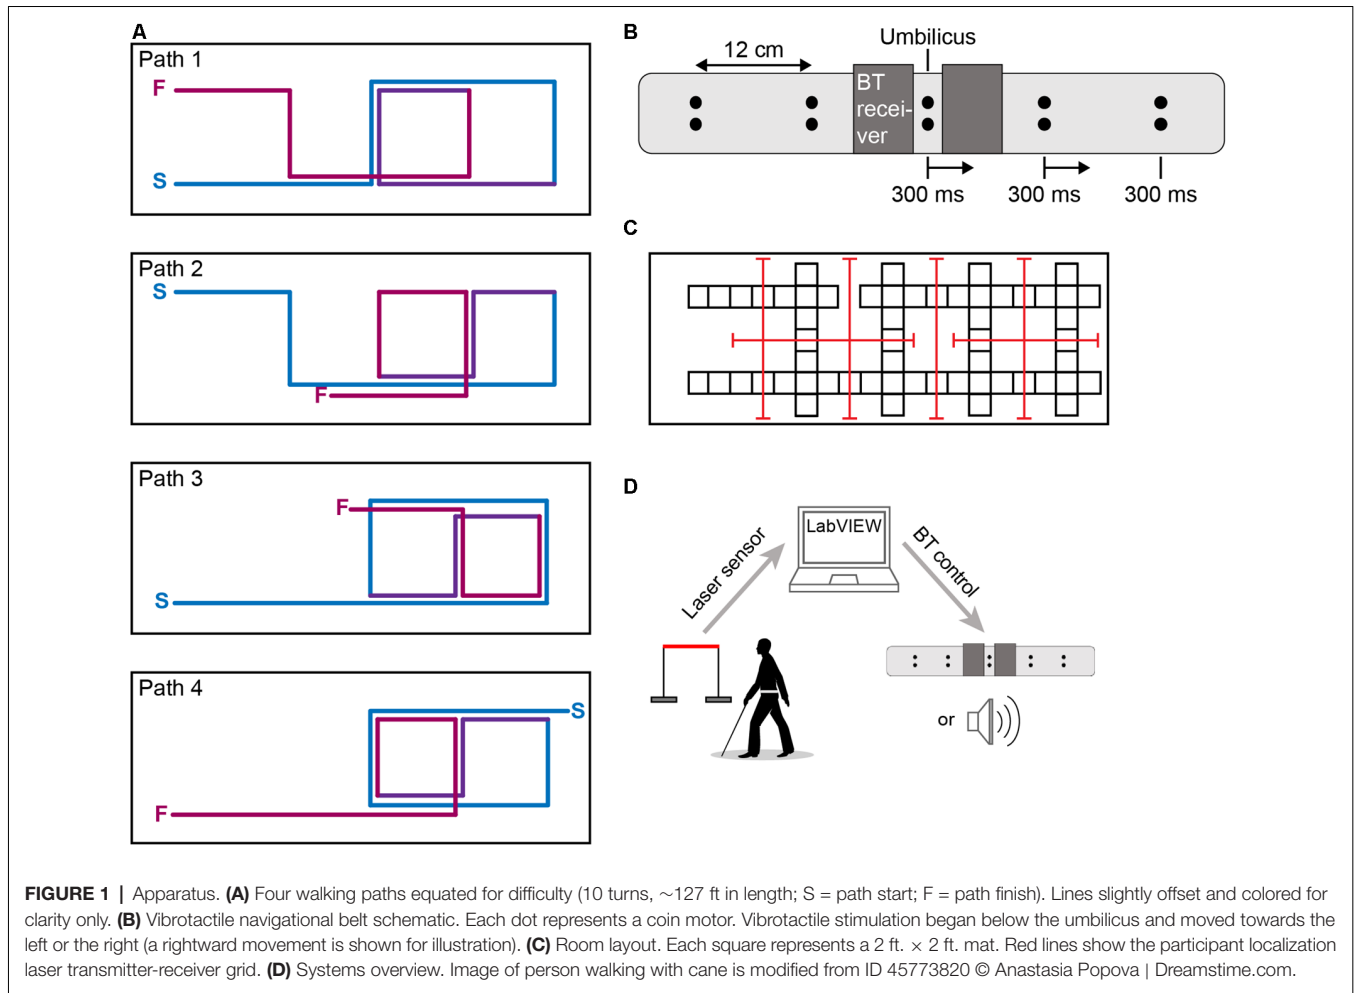 A
Path 1
F
S
Path 2
S
F
Path 3
F
S
Path 4
S
F
B
Umbilicus
12 cm
BT
recei-
ver
300 ms
300 ms
300 ms
C
D
LabVIEW
Laser sensor
BT control
or
FIGURE 1 | Apparatus. (A) Four walking paths equated for difficulty (10 turns, ∼127 ft in length; S = path start; F = path finish). Lines slightly offset and colored for
clarity only. (B) Vibrotactile navigational belt schematic. Each dot represents a coin motor. Vibrotactile stimulation began below the umbilicus and moved towards the
left or the right (a rightward movement is shown for illustration). (C) Room layout. Each square represents a 2 ft. × 2 ft. mat. Red lines show the participant localization
laser transmitter-receiver grid. (D) Systems overview. Image of person walking with cane is modified from ID 45773820 © Anastasia Popova | Dreamstime.com.